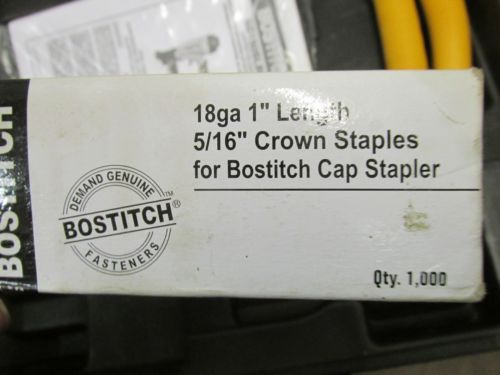 18ga 1" Length
5/16" Crown Staples
for Bostitch Cap Stapler
BOSTITCH
DEMAND GENUINE
™
BOSTITCH®
FASTENERS
Qty. 1,000